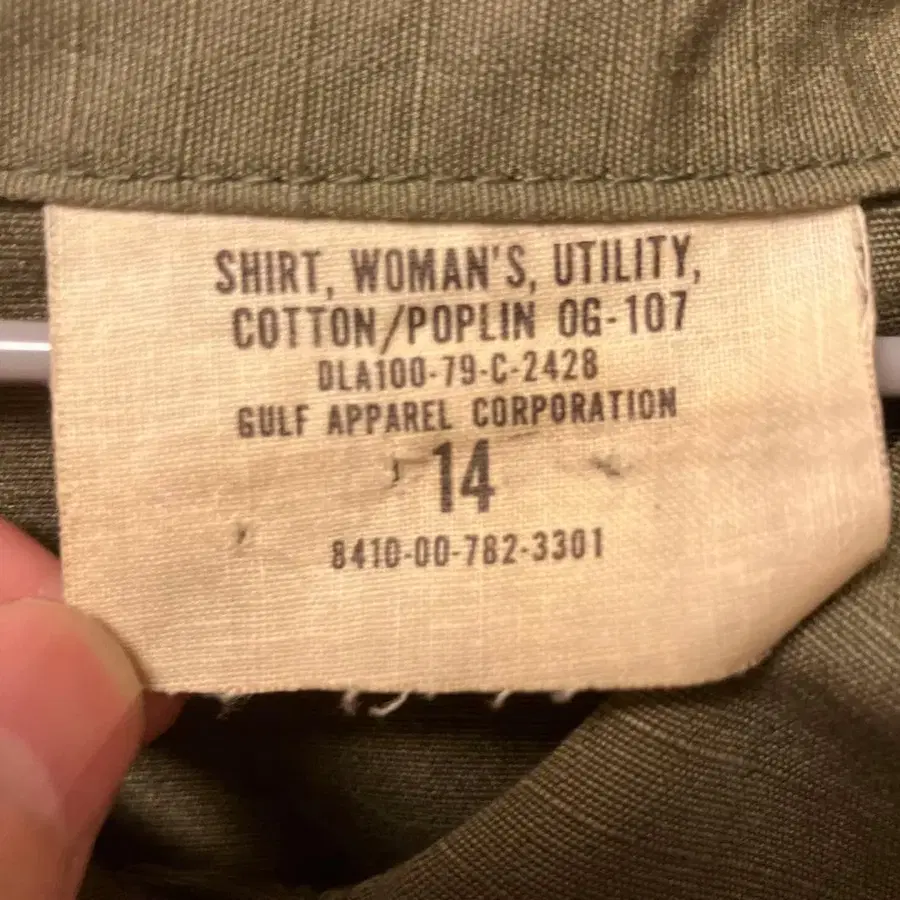 SHIRT, WOMAN'S, UTILITY,
COTTON/POPLIN OG-107
DLA100-79-C-2428
GULF APPAREL CORPORATION
14
8410-00-782-3301